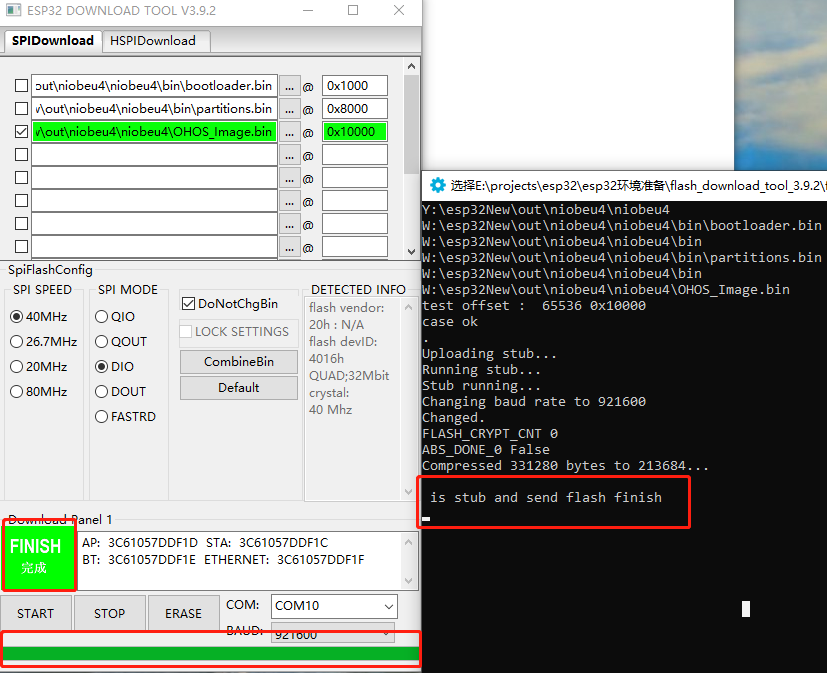 ESP32 DOWNLOAD TOOL V3.9.2
SPIDownload HSPIDownload
out\niobeu4\niobeu4\bin\bootloader.bin ... @ 0x1000
v\out\niobeu4\niobeu4\bin\partitions.bin ... @ 0x8000
v\out\niobeu4\niobeu4\OHOS_Image.bin ... @ 0x10000
... @
... @
... @
... @
... @
SpiFlashConfig
SPI SPEED
40MHz
26.7MHz
20MHz
80MHz
SPI MODE
QIO
QOUT
DIO
DOUT
FASTRD
DoNotChgBin
LOCK SETTINGS
CombineBin
Default
DETECTED INFO
flash vendor:
20h : N/A
flash devID:
4016h
QUAD;32Mbit
crystal:
40 Mhz
Download Panel 1
FINISH
完成
AP: 3C61057DDF1D STA: 3C61057DDF1C
BT: 3C61057DDF1E ETHERNET: 3C61057DDF1F
START STOP ERASE
COM: COM10
BAUD: 921600
选择E:\projects\esp32\esp32环境准备\flash_download_tool_3.9.2\f
Y:\esp32New\out\niobeu4\niobeu4
W:\esp32New\out\niobeu4\niobeu4\bin\bootloader.bin
W:\esp32New\out\niobeu4\niobeu4\bin
W:\esp32New\out\niobeu4\niobeu4\bin\partitions.bin
W:\esp32New\out\niobeu4\niobeu4\bin
W:\esp32New\out\niobeu4\niobeu4\OHOS_Image.bin
test offset :  65536 0x10000
case ok
.
Uploading stub...
Running stub...
Stub running...
Changing baud rate to 921600
Changed.
FLASH_CRYPT_CNT 0
ABS_DONE_0 False
Compressed 331280 bytes to 213684...
is stub and send flash finish